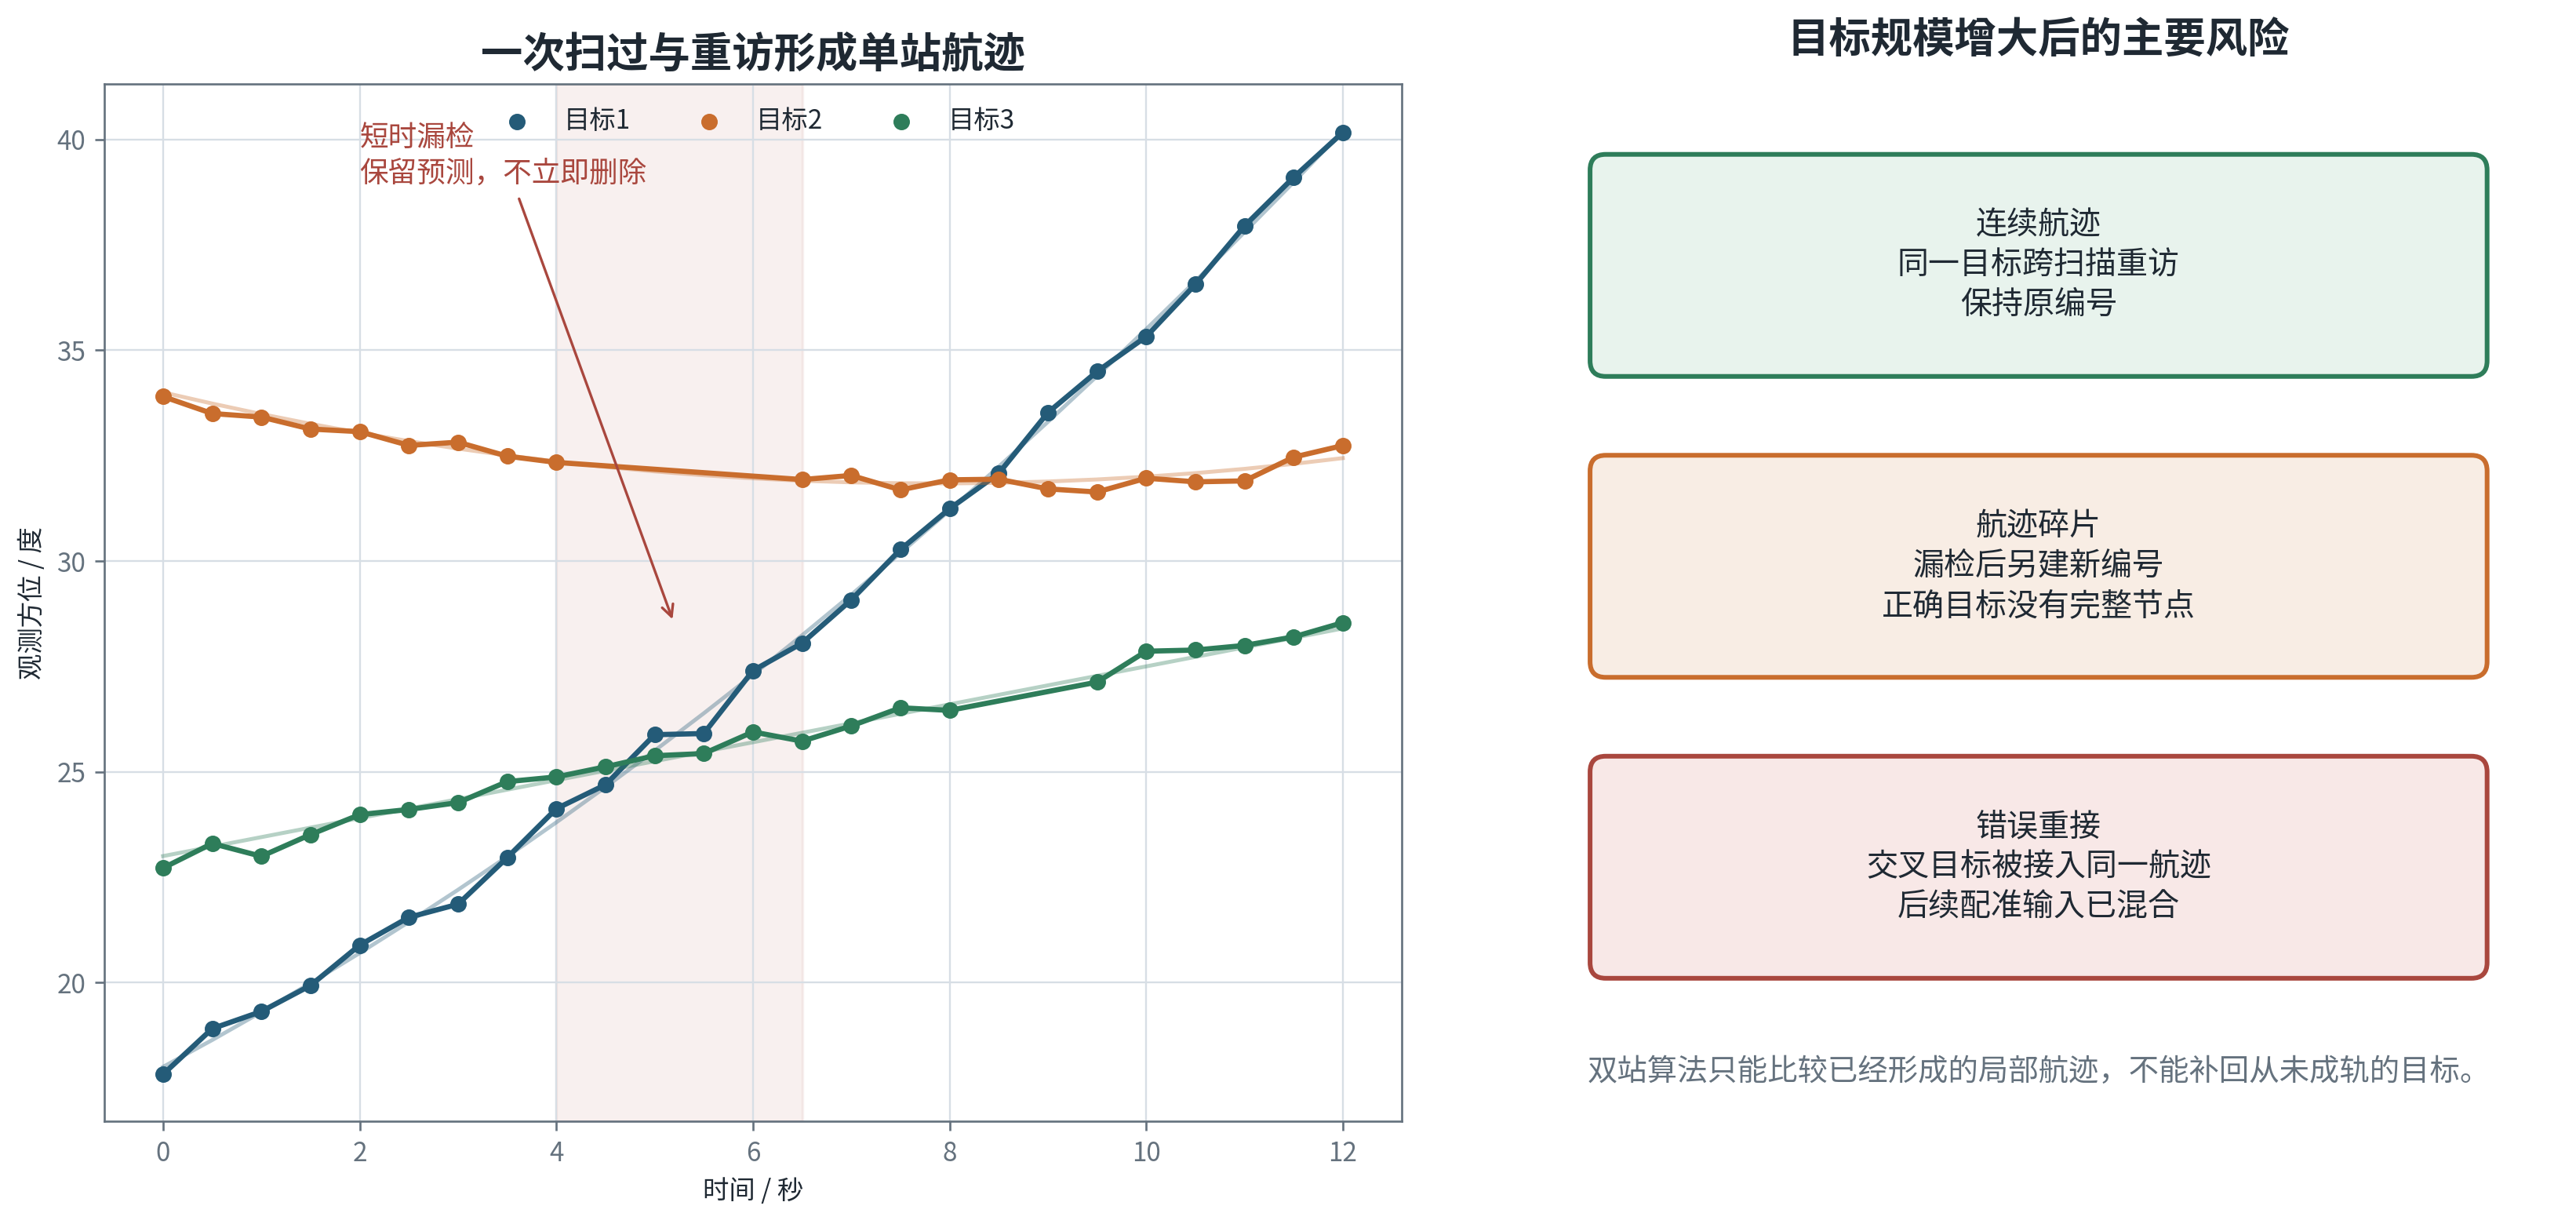 一次扫过与重访形成单站航迹
目标1 目标2 目标3
短时漏检
保留预测，不立即删除
40
35
30
25
20
观测方位 / 度
0 2 4 6 8 10 12
时间 / 秒
目标规模增大后的主要风险
连续航迹
同一目标跨扫描重访
保持原编号
航迹碎片
漏检后另建新编号
正确目标没有完整节点
错误重接
交叉目标被接入同一航迹
后续配准输入已混合
双站算法只能比较已经形成的局部航迹，不能补回从未成轨的目标。